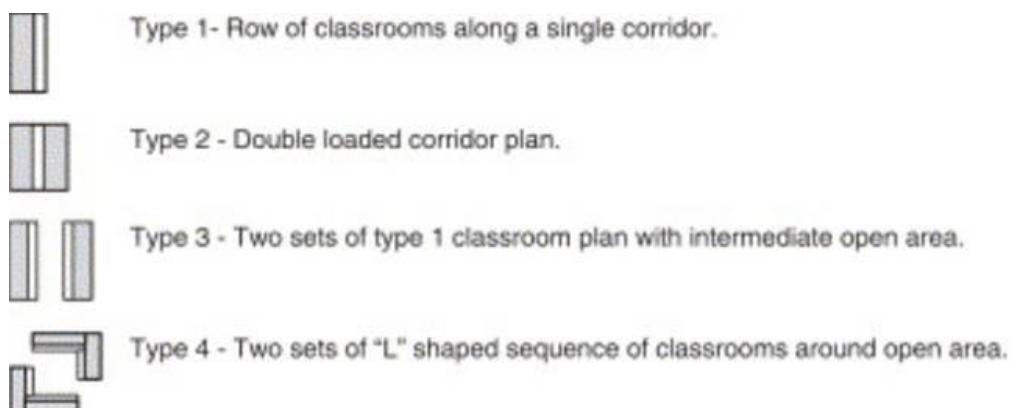 Type 1- Row of classrooms along a single corridor.
Type 2 - Double loaded corridor plan.
Type 3 - Two sets of type 1 classroom plan with intermediate open area.
Type 4 - Two sets of "L" shaped sequence of classrooms around open area.